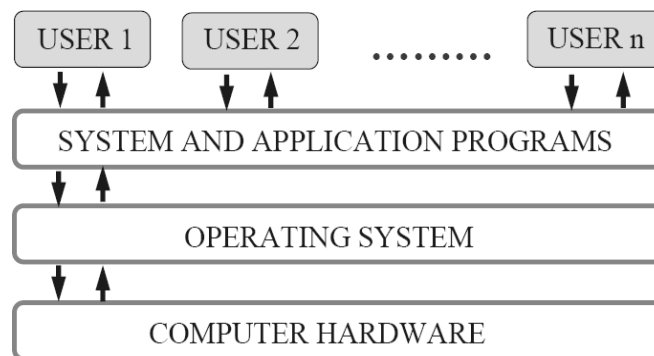 USER 1 USER 2 ......... USER n
SYSTEM AND APPLICATION PROGRAMS
OPERATING SYSTEM
COMPUTER HARDWARE